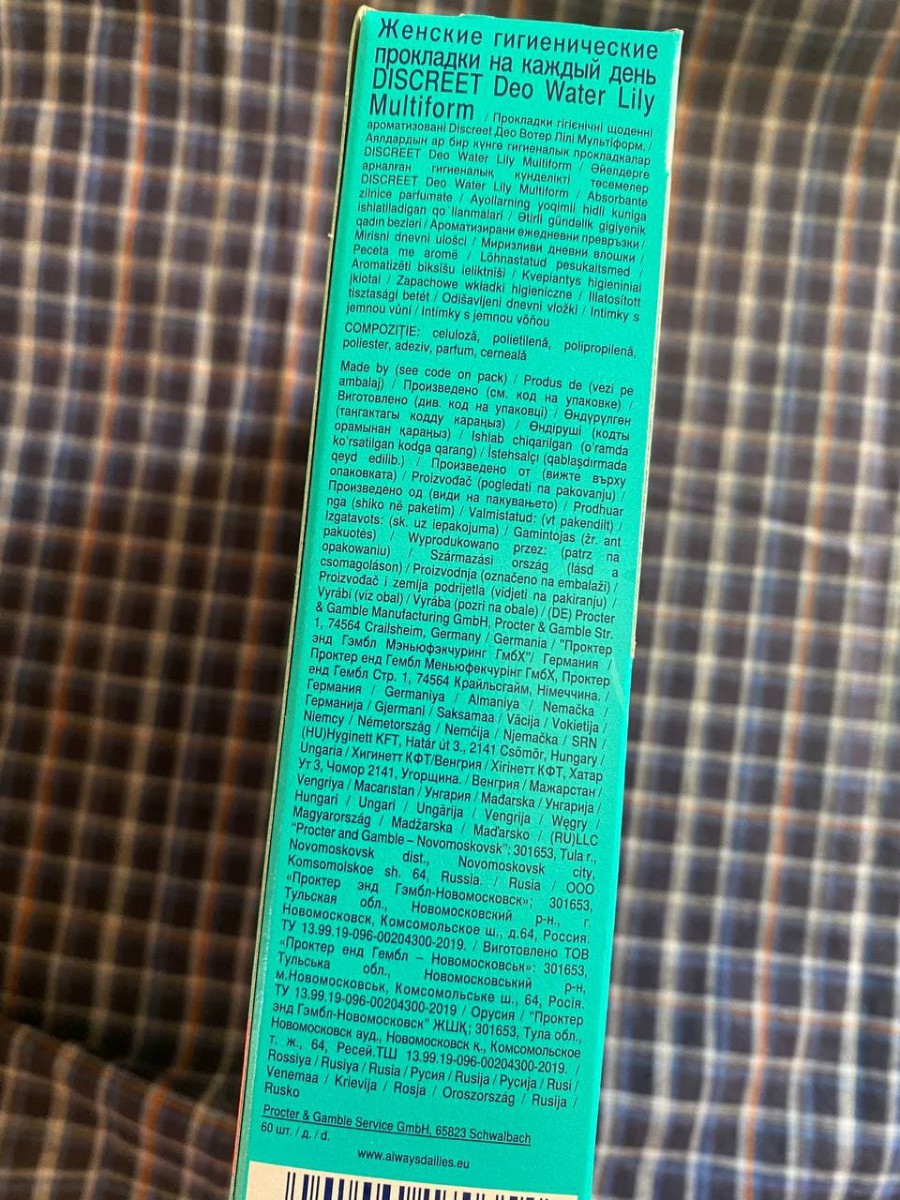 Женские гигиенические
прокладки на каждый день
DISCREET Deo Water Lily
Multiform / Прокладки гігієнічні щоденні
ароматизовані Discreet Део Вотер Лілі Мультіформ. /
Аялдардын ар бир күнге гигиеналык прокладкалар
DISCREET Deo Water Lily Multiform / Әйелдерге
арналған гигиеналық күнделікті төсемелер
DISCREET Deo Water Lily Multiform / Absorbante
zilnice parfumate / Ayollarning yoqimli hidli kuniga
ishlatiladigan qo`llanmalari / Ətirli gündəlik gigiyenik
qadın bezləri / Ароматизирани ежедневни превръзки /
Mirisni dnevni ulošci / Миризливи дневни влошки /
Peceta me aromë / Lõhnastatud pesukaitsmed /
Aromatizēti biksīšu ieliktnīši / Kvepiantys higieniniai
įklotai / Zapachowe wkładki higieniczne / Illatosított
tisztasági betét / Odišavljeni dnevni vložki / Intimky s
jemnou vůní / Intímky s jemnou vôňou
COMPOZIȚIE: celuloză, polietilenă, polipropilenă,
poliester, adeziv, parfum, cerneală
Made by (see code on pack) / Produs de (vezi pe
ambalaj) / Произведено (см. код на упаковке) /
Виготовлено (див. код на упаковці) / Өндүрүлгөн
(таңгактагы кодду караңыз) / Өндіруші (кодты
орамынан қараңыз) / Ishlab chiqarilgan (o'ramda
ko'rsatilgan kodga qarang) / İstehsalçı (qablaşdırmada
qeyd edilib.) / Произведено от (вижте върху
опаковката) / Proizvođač (pogledati na pakovanju) /
Произведено од (види на пакувањето) / Prodhuar
nga (shiko në paketim) / Valmistatud: (vt pakendilt) /
Izgatavots: (sk. uz iepakojuma) / Gamintojas (žr. ant
pakuotės) / Wyprodukowano przez: (patrz na
opakowaniu) / Származási ország (lásd a
csomagoláson) / Proizvodnja (označeno na embalaži) /
Proizvođač i zemlja podrijetla (vidjeti na pakiranju) /
Vyrábí (viz obal) / Vyrába (pozri na obale) / (DE) Procter
& Gamble Manufacturing GmbH, Procter & Gamble Str.
1, 74564 Crailsheim, Germany / Germania / "Проктер
энд Гэмбл Мэньюфэкчуринг ГмбХ"/ Германия /
Проктер енд Гембл Меньюфекчурінг ГмбХ, Проктер
енд Гембл Стр. 1, 74564 Крайльсгайм, Німеччина. /
Германия / Germaniya / Almaniya / Nemačka /
Германија / Gjermani / Saksamaa / Vācija / Vokietija /
Niemcy / Németország / Nemčija / Njemačka / SRN /
(HU)Hyginett KFT, Határ út 3., 2141 Csömör, Hungary /
Ungaria / Хигинетт КФТ/Венгрия / Хігінетт КФТ, Хатар
Ут 3, Чомор 2141, Угорщина. / Венгрия / Мажарстан /
Vengriya / Macarıstan / Унгария / Mađarska / Унгарија /
Hungari / Ungari / Ungārija / Vengrija / Węgry /
Magyarország / Madžarska / Maďarsko / (RU)LLC
"Procter and Gamble – Novomoskovsk"; 301653, Tula r.,
Novomoskovsk dist., Novomoskovsk city,
Komsomolskoe sh. 64, Russia. / Rusia / ООО
«Проктер энд Гэмбл-Новомосковск»; 301653,
Тульская обл., Новомосковский р-н., г.
Новомосковск, Комсомольское ш., д.64, Россия.
ТУ 13.99.19-096-00204300-2019. / Виготовлено ТОВ
«Проктер енд Гембл – Новомосковськ»; 301653,
Тульська обл., Новомосковський р-н,
м.Новомосковськ, Комсомольське ш., 64, Росія.
ТУ 13.99.19-096-00204300-2019 / Орусия / "Проктер
энд Гэмбл-Новомосковск" ЖШҚ; 301653, Тула обл.,
Новомосковск ауд., Новомосковск к., Комсомольское
т. ж., 64, Ресей.ТШ 13.99.19-096-00204300-2019. /
Rossiya / Rusiya / Rusia / Русия / Rusija / Русија / Rusi /
Venemaa / Krievija / Rosja / Oroszország / Rusija /
Rusko
Procter & Gamble Service GmbH, 65823 Schwalbach
60 шт. / д. / d.
www.alwaysdailies.eu